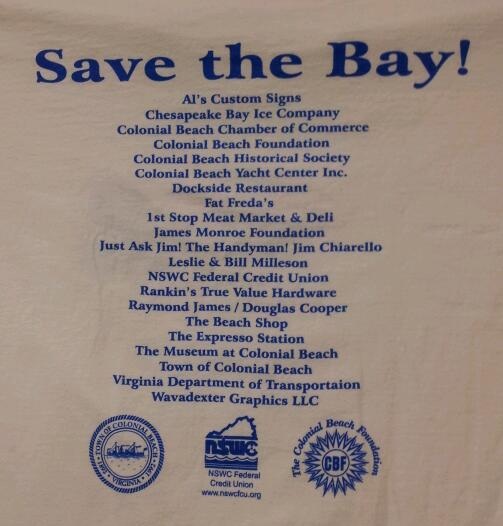 Save the Bay!
Al's Custom Signs
Chesapeake Bay Ice Company
Colonial Beach Chamber of Commerce
Colonial Beach Foundation
Colonial Beach Historical Society
Colonial Beach Yacht Center Inc.
Dockside Restaurant
Fat Freda's
1st Stop Meat Market & Deli
James Monroe Foundation
Just Ask Jim! The Handyman! Jim Chiarello
Leslie & Bill Milleson
NSWC Federal Credit Union
Rankin's True Value Hardware
Raymond James / Douglas Cooper
The Beach Shop
The Expresso Station
The Museum at Colonial Beach
Town of Colonial Beach
Virginia Department of Transportaion
Wavadexter Graphics LLC
TOWN OF COLONIAL BEACH
VIRGINIA
nswc
NSWC Federal
Credit Union
www.nswcfcu.org
The Colonial Beach Foundation
CBF